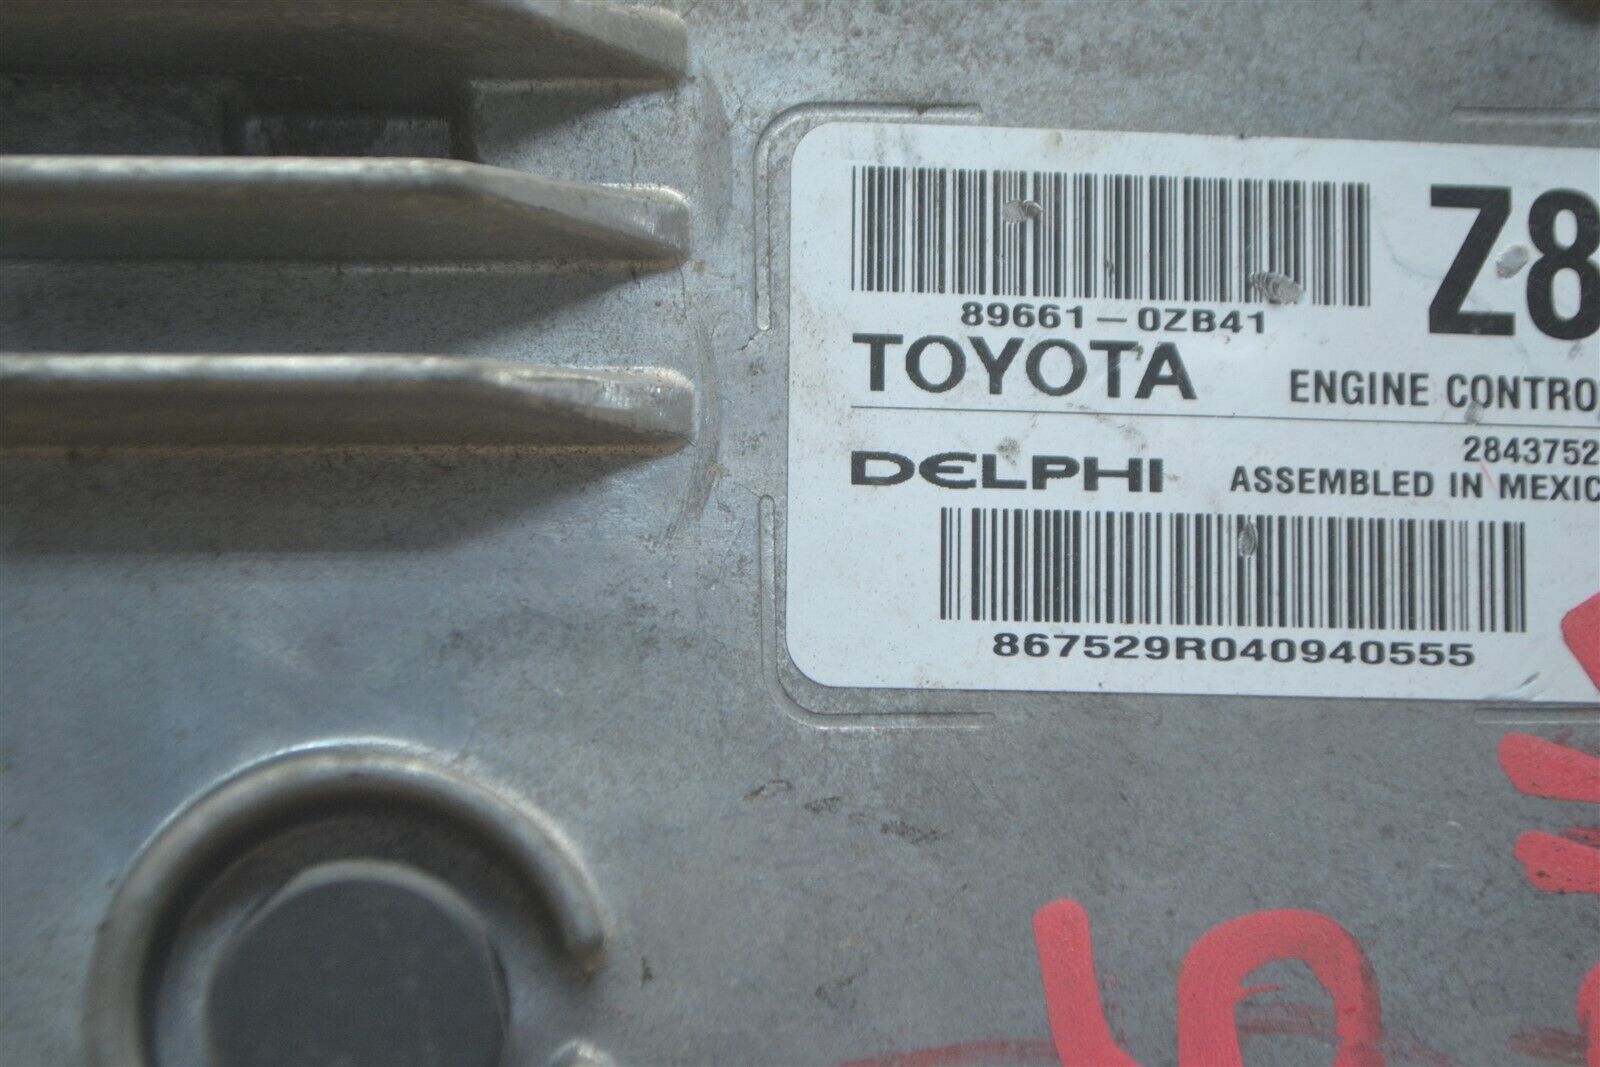 89661-0ZB41
Z8
TOYOTA
ENGINE CONTRO
2843752
DELPHI
ASSEMBLED IN MEXIC
867529R040940555